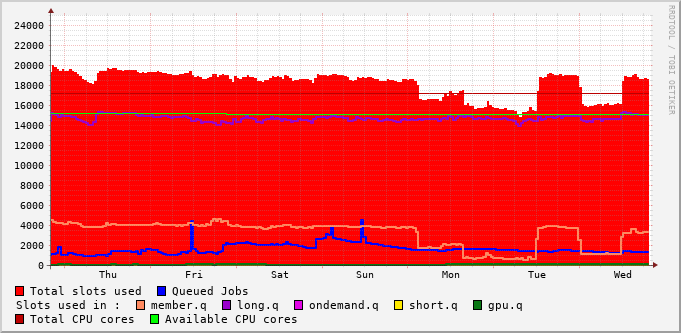 24000
22000
20000
18000
16000
14000
12000
10000
8000
6000
4000
2000
0
Thu Fri Sat Sun Mon Tue Wed
RRDTOOL / TOBI OETIKER
Total slots used Queued Jobs
Slots used in : member.q long.q ondemand.q short.q gpu.q
Total CPU cores Available CPU cores